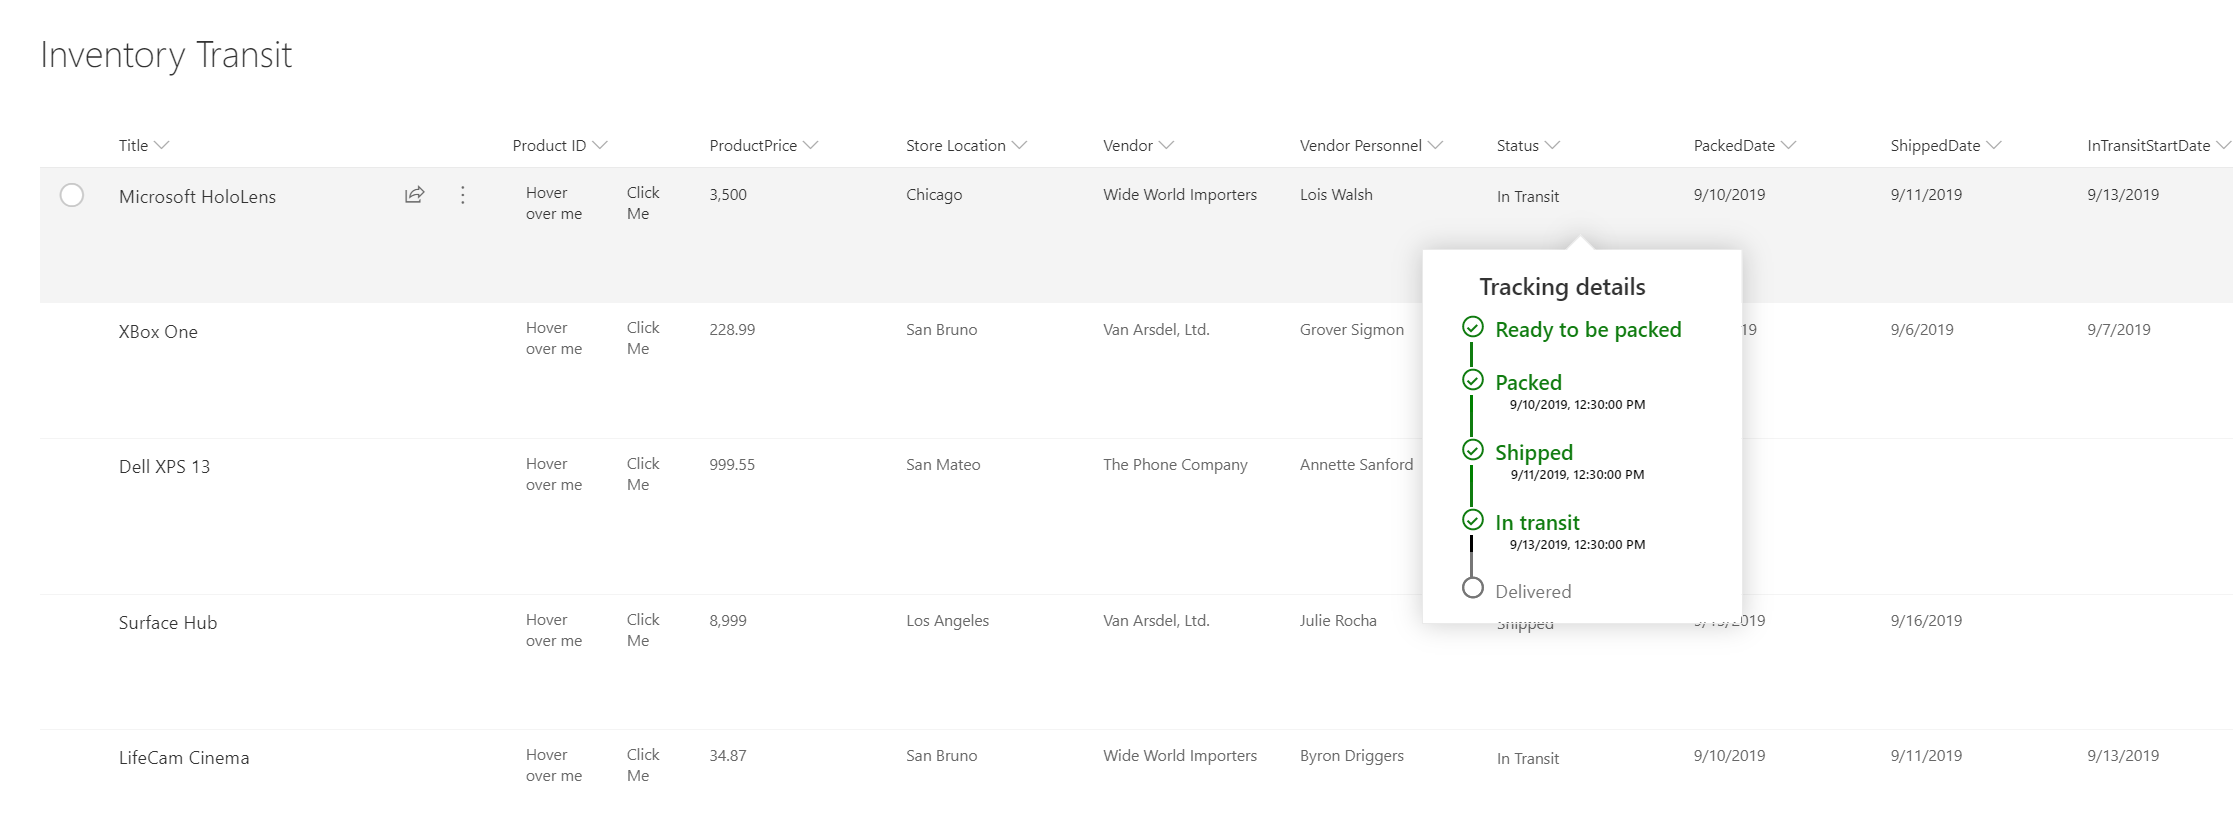 Inventory Transit
Title Product ID ProductPrice Store Location Vendor Vendor Personnel Status PackedDate ShippedDate InTransitStartDate
Microsoft HoloLens Hover Click 3,500 Chicago Wide World Importers Lois Walsh In Transit 9/10/2019 9/11/2019 9/13/2019
over me Me
Tracking details
Ready to be packed
Packed
9/10/2019, 12:30:00 PM
Shipped
9/11/2019, 12:30:00 PM
In transit
9/13/2019, 12:30:00 PM
Delivered
XBox One Hover Click 228.99 San Bruno Van Arsdel, Ltd. Grover Sigmon 19 9/6/2019 9/7/2019
over me Me
Dell XPS 13 Hover Click 999.55 San Mateo The Phone Company Annette Sanford
over me Me
Surface Hub Hover Click 8,999 Los Angeles Van Arsdel, Ltd. Julie Rocha Shipped 9/15/2019 9/16/2019
over me Me
LifeCam Cinema Hover Click 34.87 San Bruno Wide World Importers Byron Driggers In Transit 9/10/2019 9/11/2019 9/13/2019
over me Me